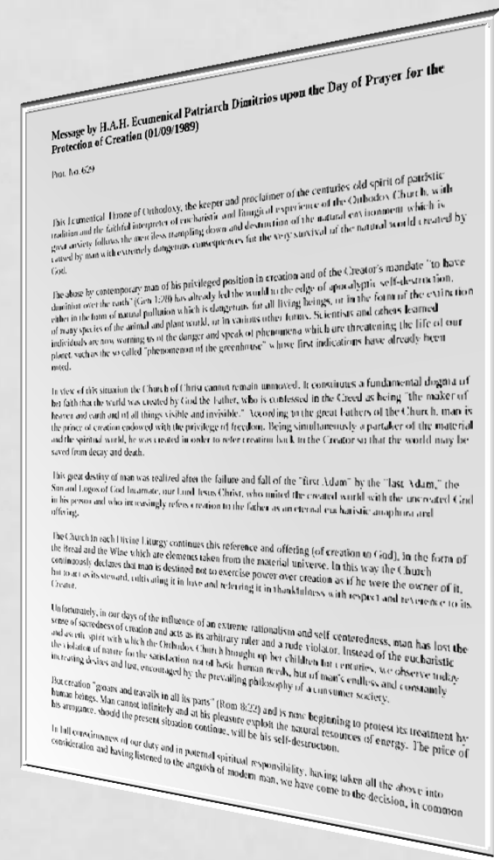 Message by H.A.H. Ecumenical Patriarch Dimitrios upon the Day of Prayer for the
Protection of Creation (01/09/1989)
Prot. No. 629
This Ecumenical Throne of Orthodoxy, the keeper and proclaimer of the centuries old spirit of patristic
tradition and the faithful interpreter of eucharistic and liturgical experience of the Orthodox Church, with
great anxiety follows the merciless trampling down and destruction of the natural environment which is
caused by man with extremely dangerous consequences for the very survival of the natural world created by
God.
The abuse by contemporary man of his privileged position in creation and of the Creator's mandate "to have
dominion over the earth" (Gen 1:28) has already led the world to the edge of apocalyptic self-destruction,
either in the form of natural pollution which is dangerous for all living beings, or in the form of the extinction
of many species of the animal and plant world, or in various other forms. Scientists and others learned
individuals are now warning us of the danger and speak of phenomena which are threatening the life of our
planet, such as the so called "phenomenon of the greenhouse" whose first indications have already been
noted.
In view of this situation the Church of Christ cannot remain unmoved. It constitutes a fundamental dogma of
her faith that the world was created by God the Father, who is confessed in the Creed as being "the maker of
heaven and earth and of all things visible and invisible." According to the great Fathers of the Church, man is
the prince of creation endowed with the privilege of freedom. Being simultaneously a partaker of the material
and the spiritual world, he was created in order to refer creation back to the Creator so that the world may be
saved from decay and death.
This great destiny of man was realized after the failure and fall of the "first Adam" by the "last Adam," the
Son and Logos of God Incarnate, our Lord Jesus Christ, who united the created world with the uncreated God
in his person and who increasingly refers creation to the father as an eternal eucharistic anaphora and
offering.
The Church in each Divine Liturgy continues this reference and offering (of creation to God), in the form of
the Bread and the Wine which are elements taken from the material universe. In this way the Church
continuously declares that man is destined not to exercise power over creation as if he were the owner of it,
but to act as its steward, cultivating it in love and referring it in thankfulness with respect and reverence to its
Creator.
Unfortunately, in our days of the influence of an extreme rationalism and self centeredness, man has lost the
sense of sacredness of creation and acts as its arbitrary ruler and a rude violator. Instead of the eucharistic
and ascetic spirit with which the Orthodox Church brought up her children for centuries, we observe today
the violation of nature for the satisfaction not of basic human needs, but of man's endless and constantly
increasing desires and lust, encouraged by the prevailing philosophy of a consumer society.
But creation "groans and travails in all its parts" (Rom 8:22) and is now beginning to protest its treatment by
human beings. Man cannot infinitely and at his pleasure exploit the natural resources of energy. The price of
his arrogance, should the present situation continue, will be his self-destruction.
In full consciousness of our duty and in paternal spiritual responsibility, having taken all the above into
consideration and having listened to the anguish of modern man, we have come to the decision, in common